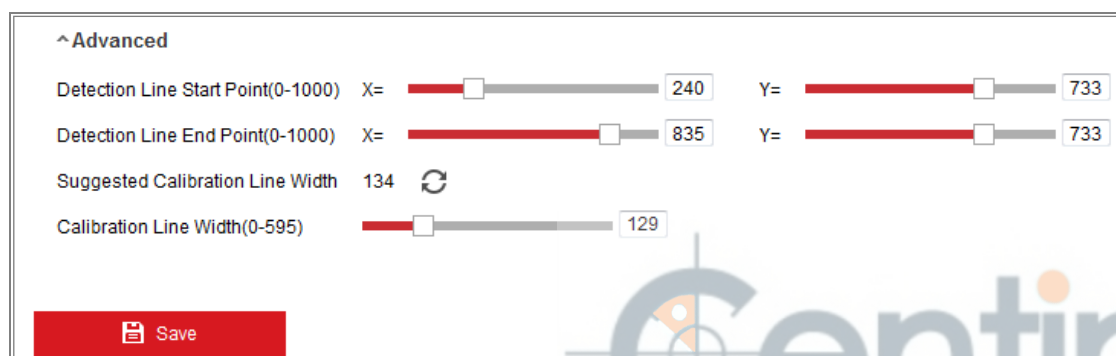 ^Advanced
Detection Line Start Point(0-1000) X= 240 Y= 733
Detection Line End Point(0-1000) X= 835 Y= 733
Suggested Calibration Line Width 134
Calibration Line Width(0-595) 129
Save
Centin